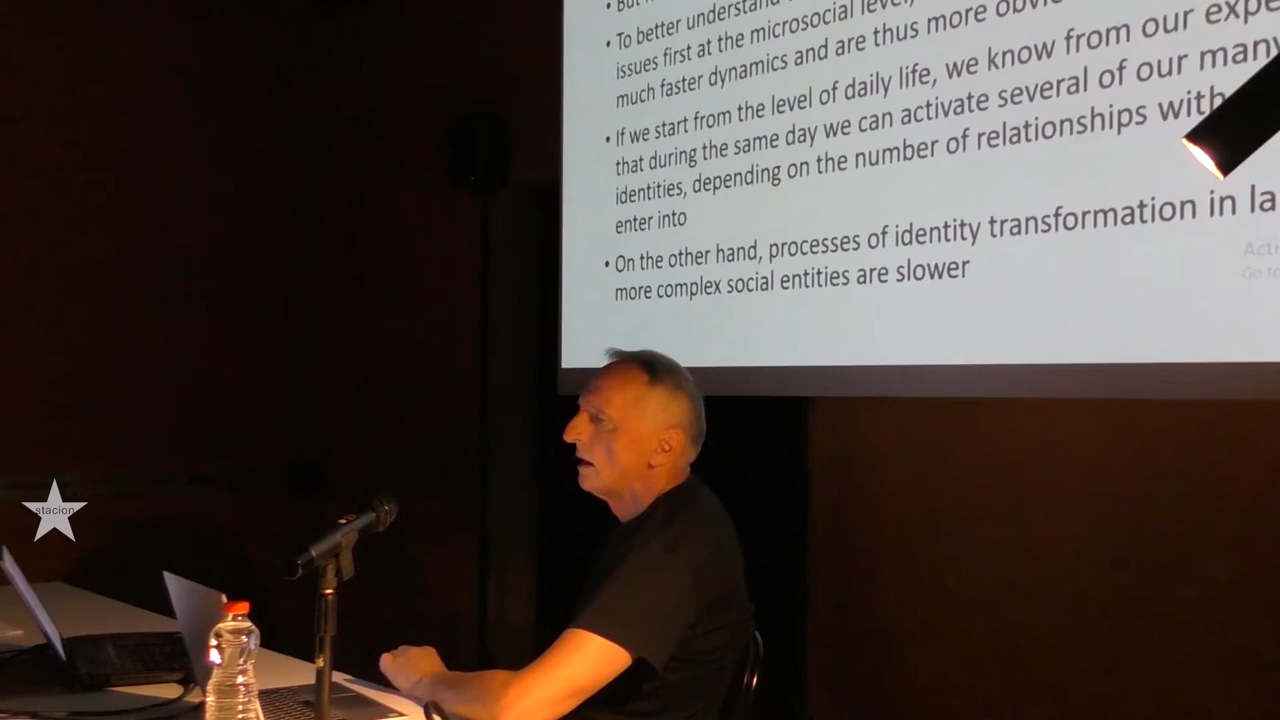 • But
• To better understand
issues first at the microsocial level,
much faster dynamics and are thus more
• If we start from the level of daily life, we know from our
that during the same day we can activate several of our many
identities, depending on the number of relationships with
enter into
• On the other hand, processes of identity transformation in
more complex social entities are slower
Go to
stacion